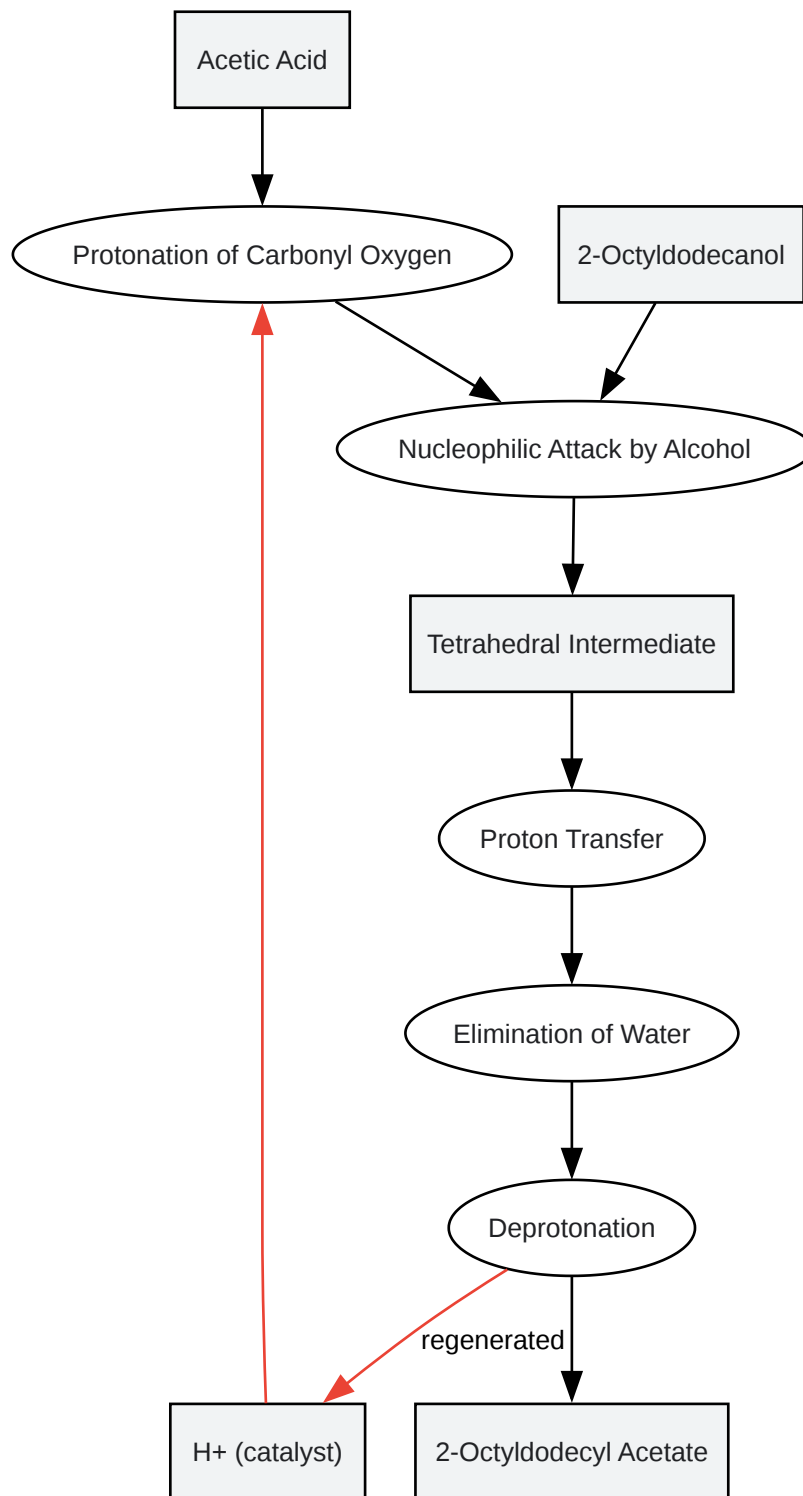 Acetic Acid
Protonation of Carbonyl Oxygen
2-Octyldodecanol
Nucleophilic Attack by Alcohol
Tetrahedral Intermediate
Proton Transfer
Elimination of Water
Deprotonation
regenerated
H+ (catalyst)
2-Octyldodecyl Acetate